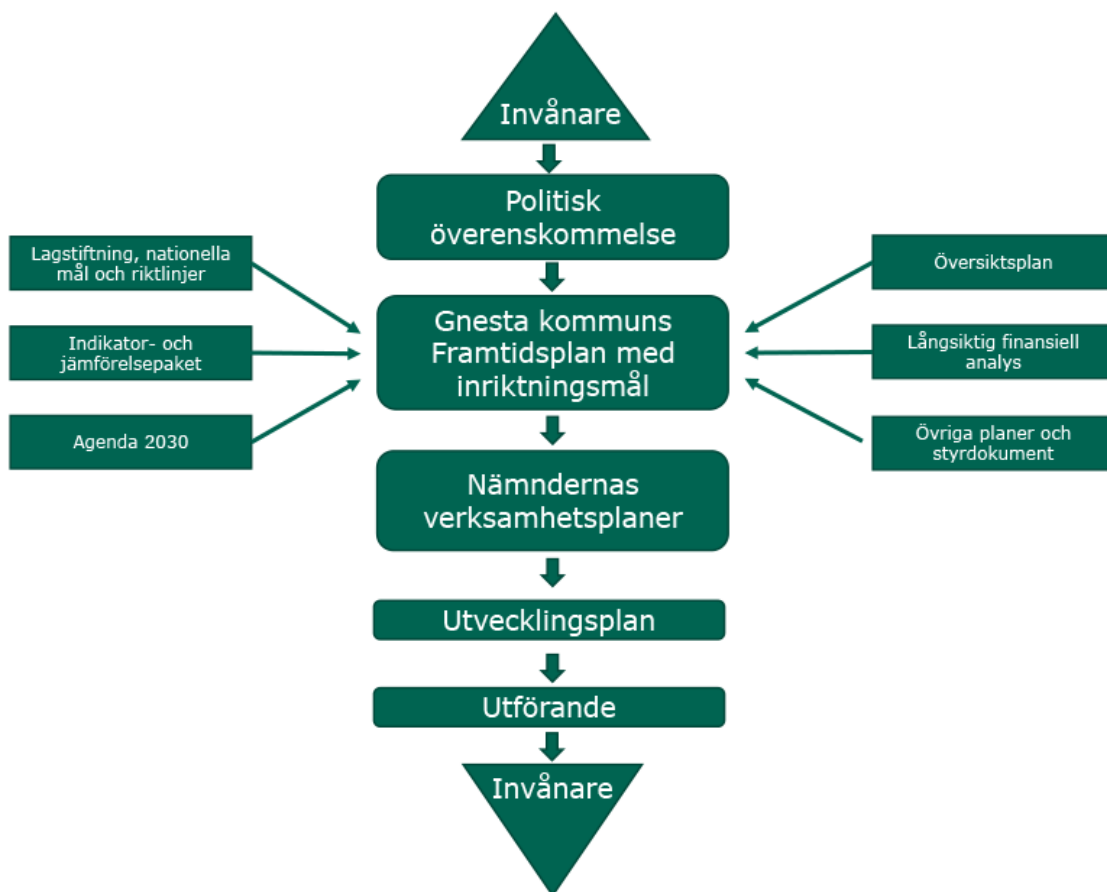 Invånare
Politisk
överenskommelse
Lagstiftning, nationella
mål och riktlinjer
Indikator- och
jämförelsepaket
Agenda 2030
Gnesta kommuns
Framtidsplan med
inriktningsmål
Översiktsplan
Långsiktig finansiell
analys
Övriga planer och
styrdokument
Nämndernas
verksamhetsplaner
Utvecklingsplan
Utförande
Invånare